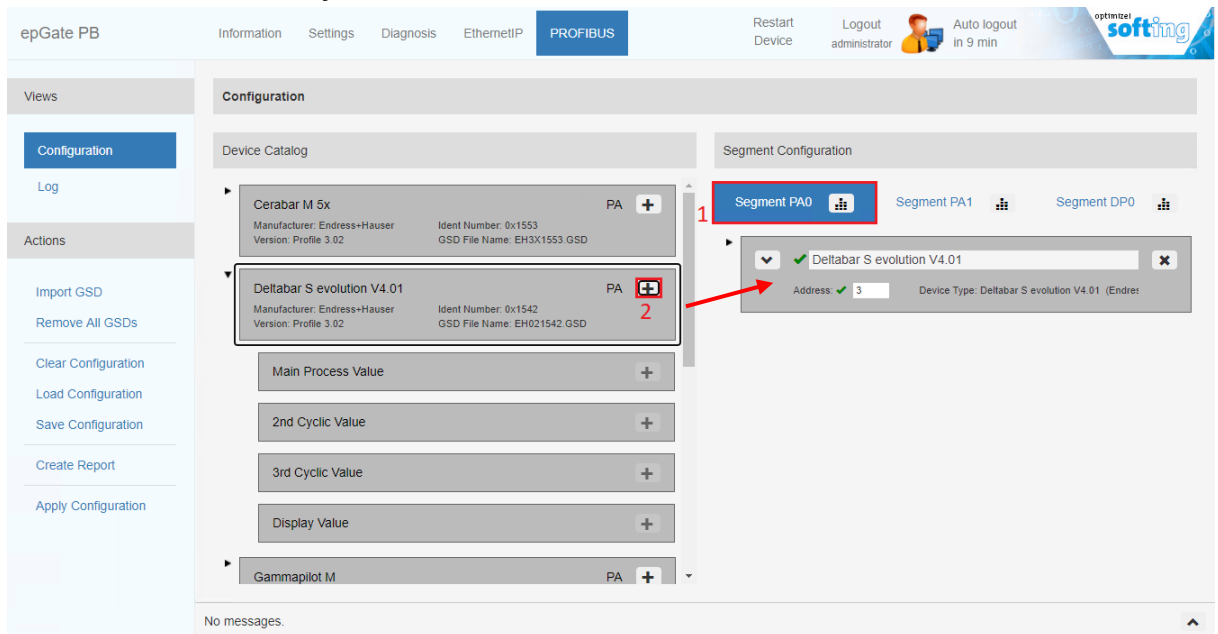 epGate PB
Information Settings Diagnosis EthernetIP PROFIBUS
Restart Device
Logout administrator
Auto logout in 9 min
optimize!
softing
Views
Configuration
Log
Actions
Import GSD
Remove All GSDs
Clear Configuration
Load Configuration
Save Configuration
Create Report
Apply Configuration
Configuration
Device Catalog
Cerabar M 5x PA
Manufacturer: Endress+Hauser Ident Number: 0x1553
Version: Profile 3.02 GSD File Name: EH3X1553.GSD
Deltabar S evolution V4.01 PA
2
Manufacturer: Endress+Hauser Ident Number: 0x1542
Version: Profile 3.02 GSD File Name: EH021542.GSD
Main Process Value
2nd Cyclic Value
3rd Cyclic Value
Display Value
Gammapilot M PA
Segment Configuration
1
Segment PA0 Segment PA1 Segment DP0
Deltabar S evolution V4.01
Address: 3 Device Type: Deltabar S evolution V4.01 (Endres
No messages.